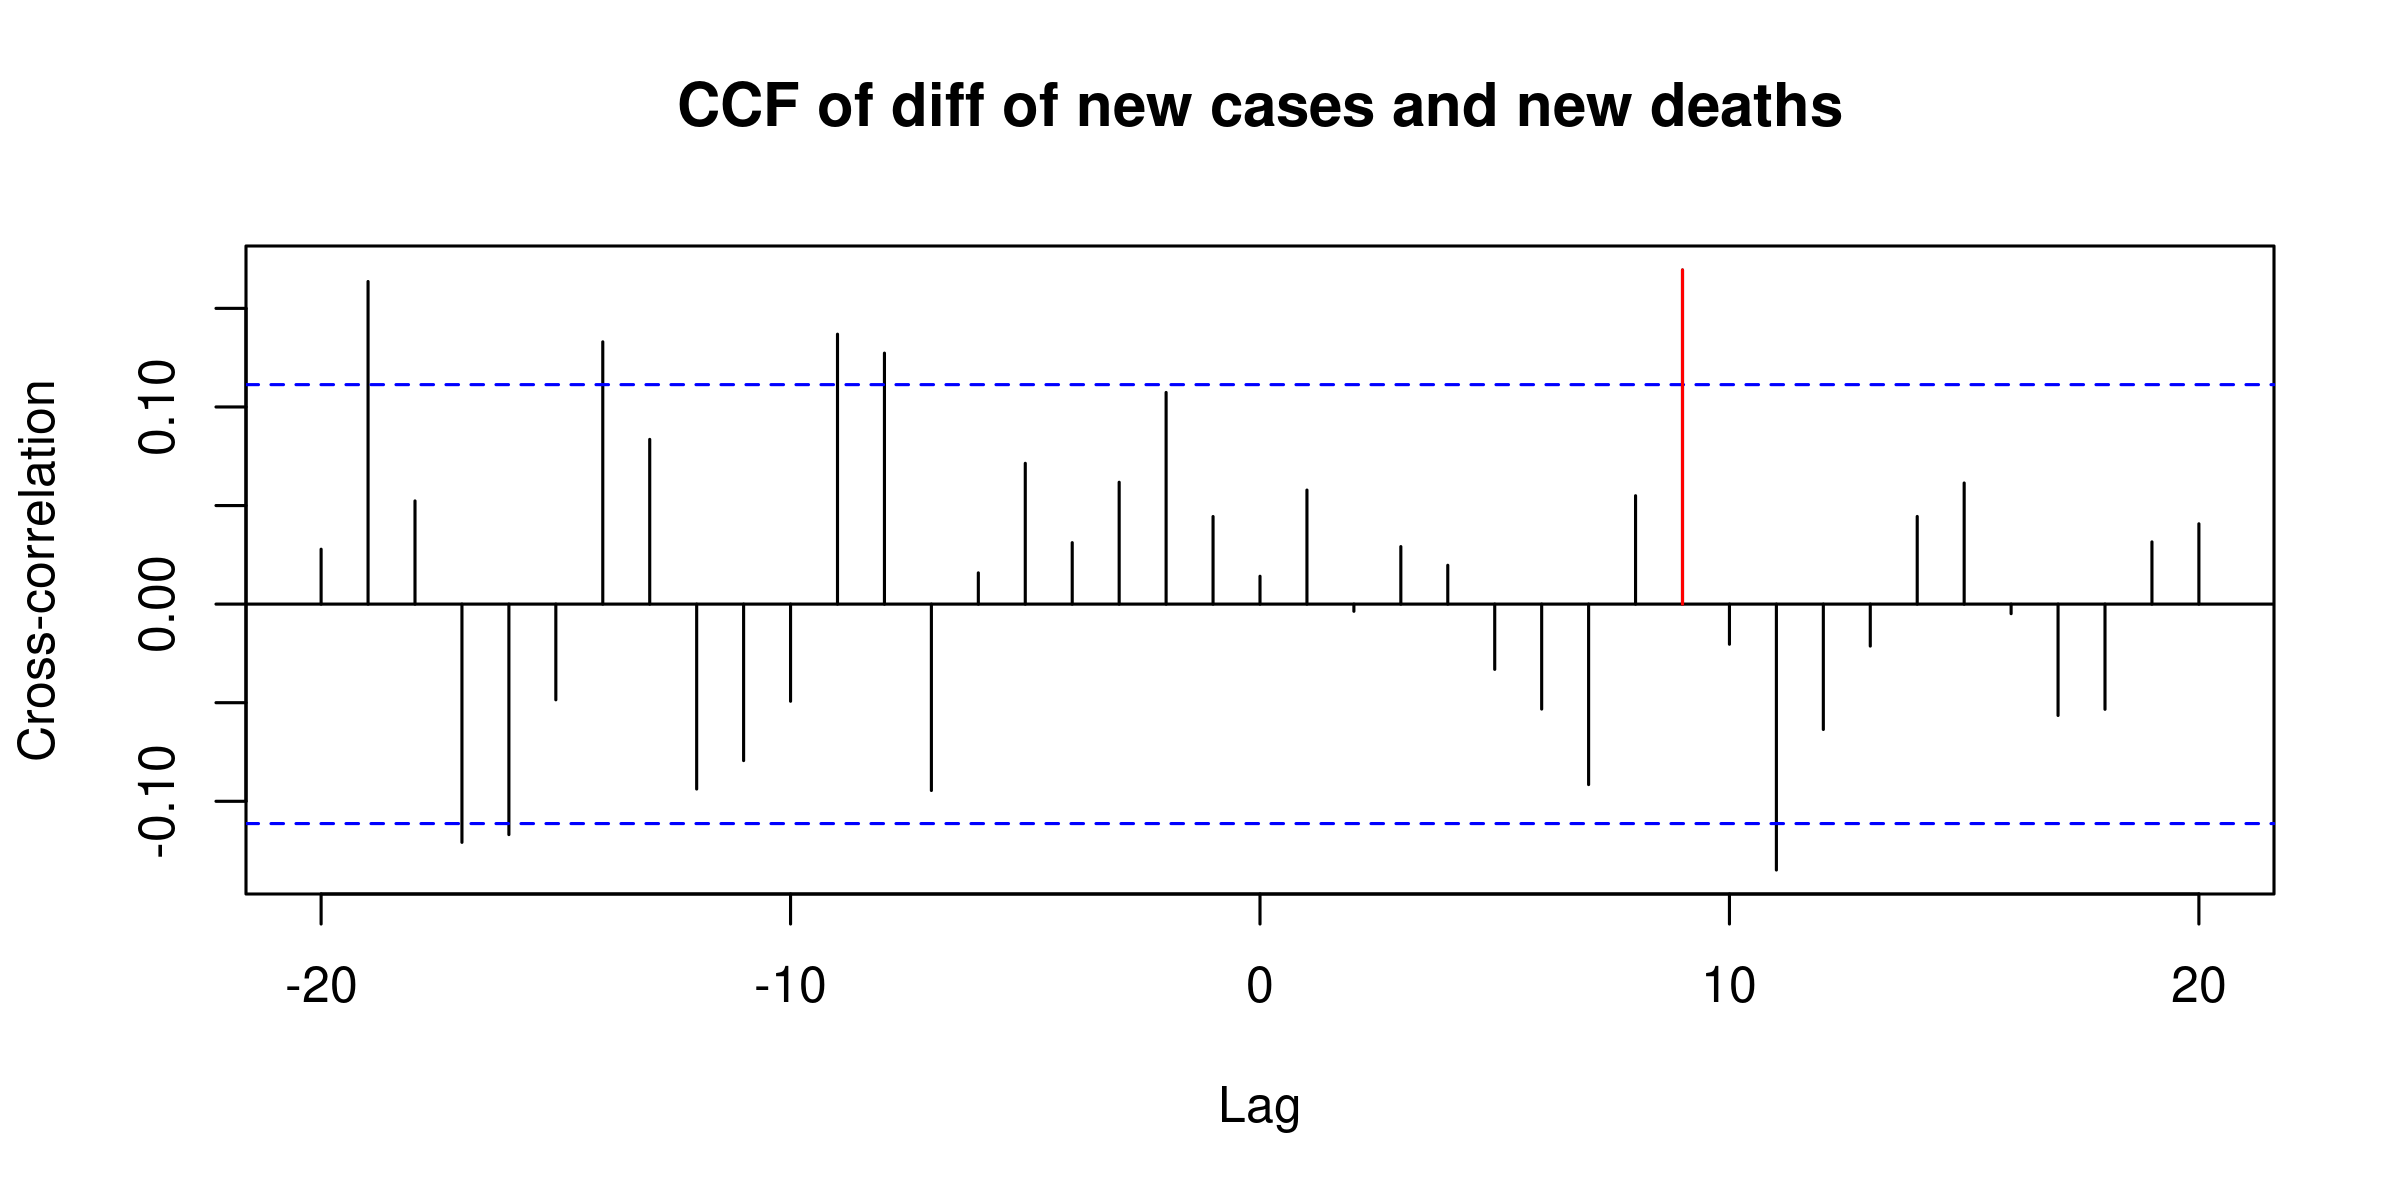 CCF of diff of new cases and new deaths
Cross-correlation
0.10
0.00
-0.10
-20 -10 0 10 20
Lag